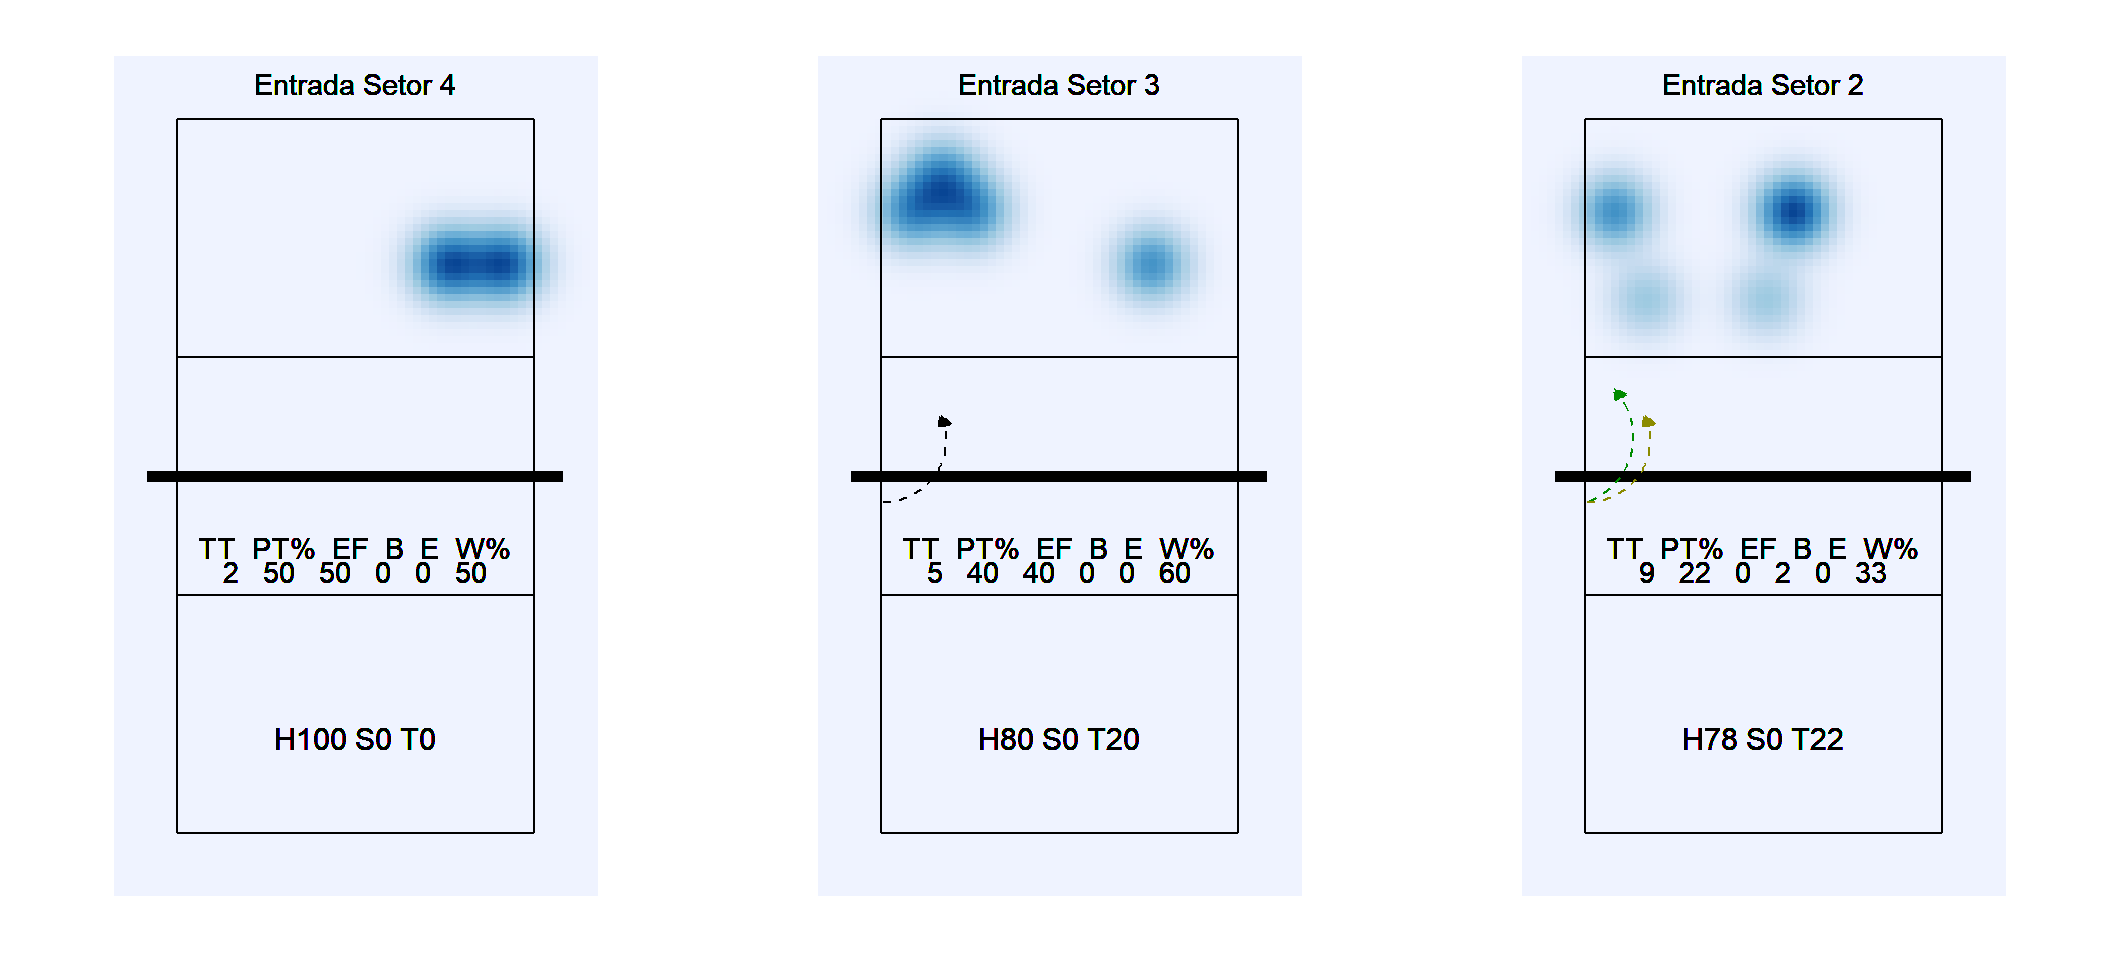 Entrada Setor 4
TT PT% EF B E W%
2 50 50 0 0 50
H100 S0 T0
Entrada Setor 3
TT PT% EF B E W%
5 40 40 0 0 60
H80 S0 T20
Entrada Setor 2
TT PT% EF B E W%
9 22 0 2 0 33
H78 S0 T22